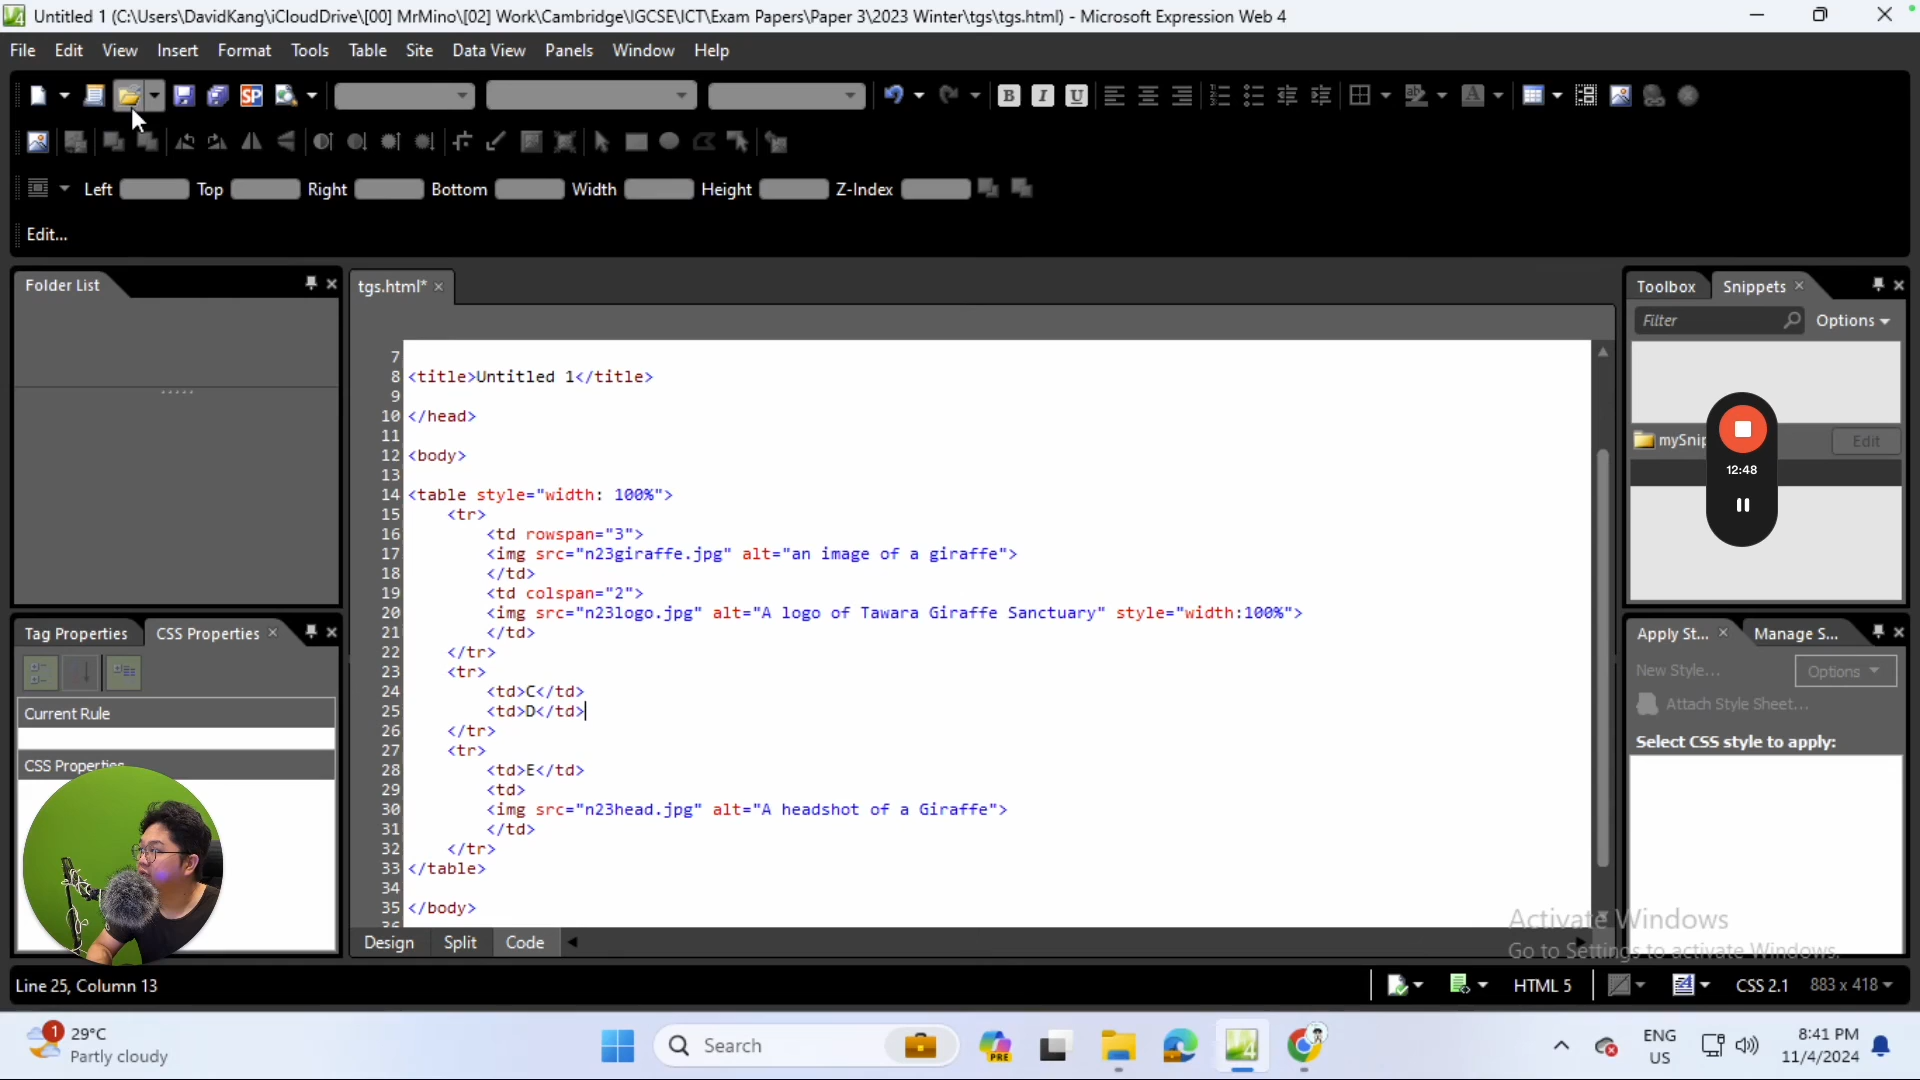 Untitled 1 (C:\Users\DavidKang\iCloudDrive\[00] MrMino\[02] Work\Cambridge\IGCSE\ICT\Exam Papers\Paper 3\2023 Winter\tgs\tgs.html) - Microsoft Expression Web 4
File Edit View Insert Format Tools Table Site Data View Panels Window Help
SP B I U
Left Top Right Bottom Width Height Z-Index
Edit...
Folder List
tgs.html*
Toolbox Snippets
Filter Options
Edit
12:48
7
8 <title>Untitled 1</title>
9
10 </head>
11
12 <body>
13
14 <table style="width: 100%">
15 <tr>
16 <td rowspan="3">
17 <img src="n23giraffe.jpg" alt="an image of a giraffe">
18 </td>
19 <td colspan="2">
20 <img src="n23logo.jpg" alt="A logo of Tawara Giraffe Sanctuary" style="width:100%">
21 </td>
22 </tr>
23 <tr>
24 <td>C</td>
25 <td>D</td>
26 </tr>
27 <tr>
28 <td>E</td>
29 <td>
30 <img src="n23head.jpg" alt="A headshot of a Giraffe">
31 </td>
32 </tr>
33 </table>
34
35 </body>
Design Split Code
Tag Properties CSS Properties
Current Rule
CSS Properties
Apply St... Manage S...
New Style... Options
Attach Style Sheet...
Select CSS style to apply:
Activate Windows
Go to Settings to activate Windows.
Line 25, Column 13
HTML 5 CSS 2.1 883 x 418
1 29°C
Partly cloudy
Search
PRE
4
ENG
US
8:41 PM
11/4/2024